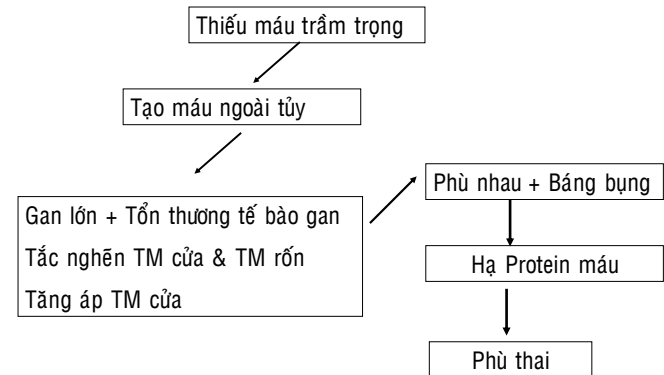 Thiếu máu trầm trọng
Tạo máu ngoài tủy
Gan lớn + Tổn thương tế bào gan
Tắc nghẽn TM cửa & TM rốn
Tăng áp TM cửa
Phù nhau + Báng bụng
Hạ Protein máu
Phù thai